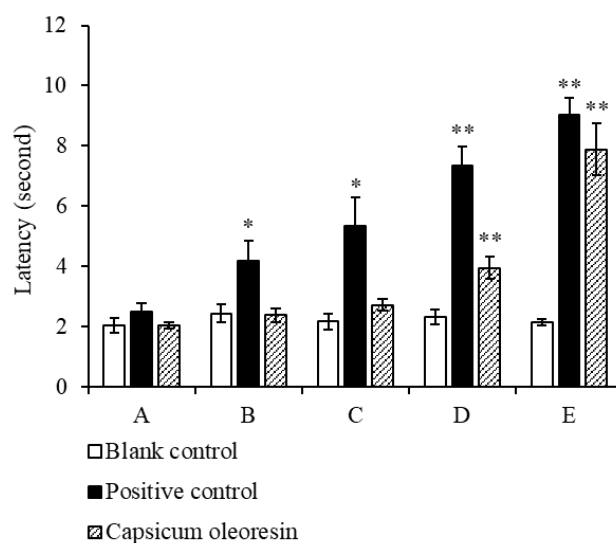 12
10
8
6
4
2
0
Latency (second)
*
*
**
**
**
**
A B C D E
Blank control
Positive control
Capsicum oleoresin